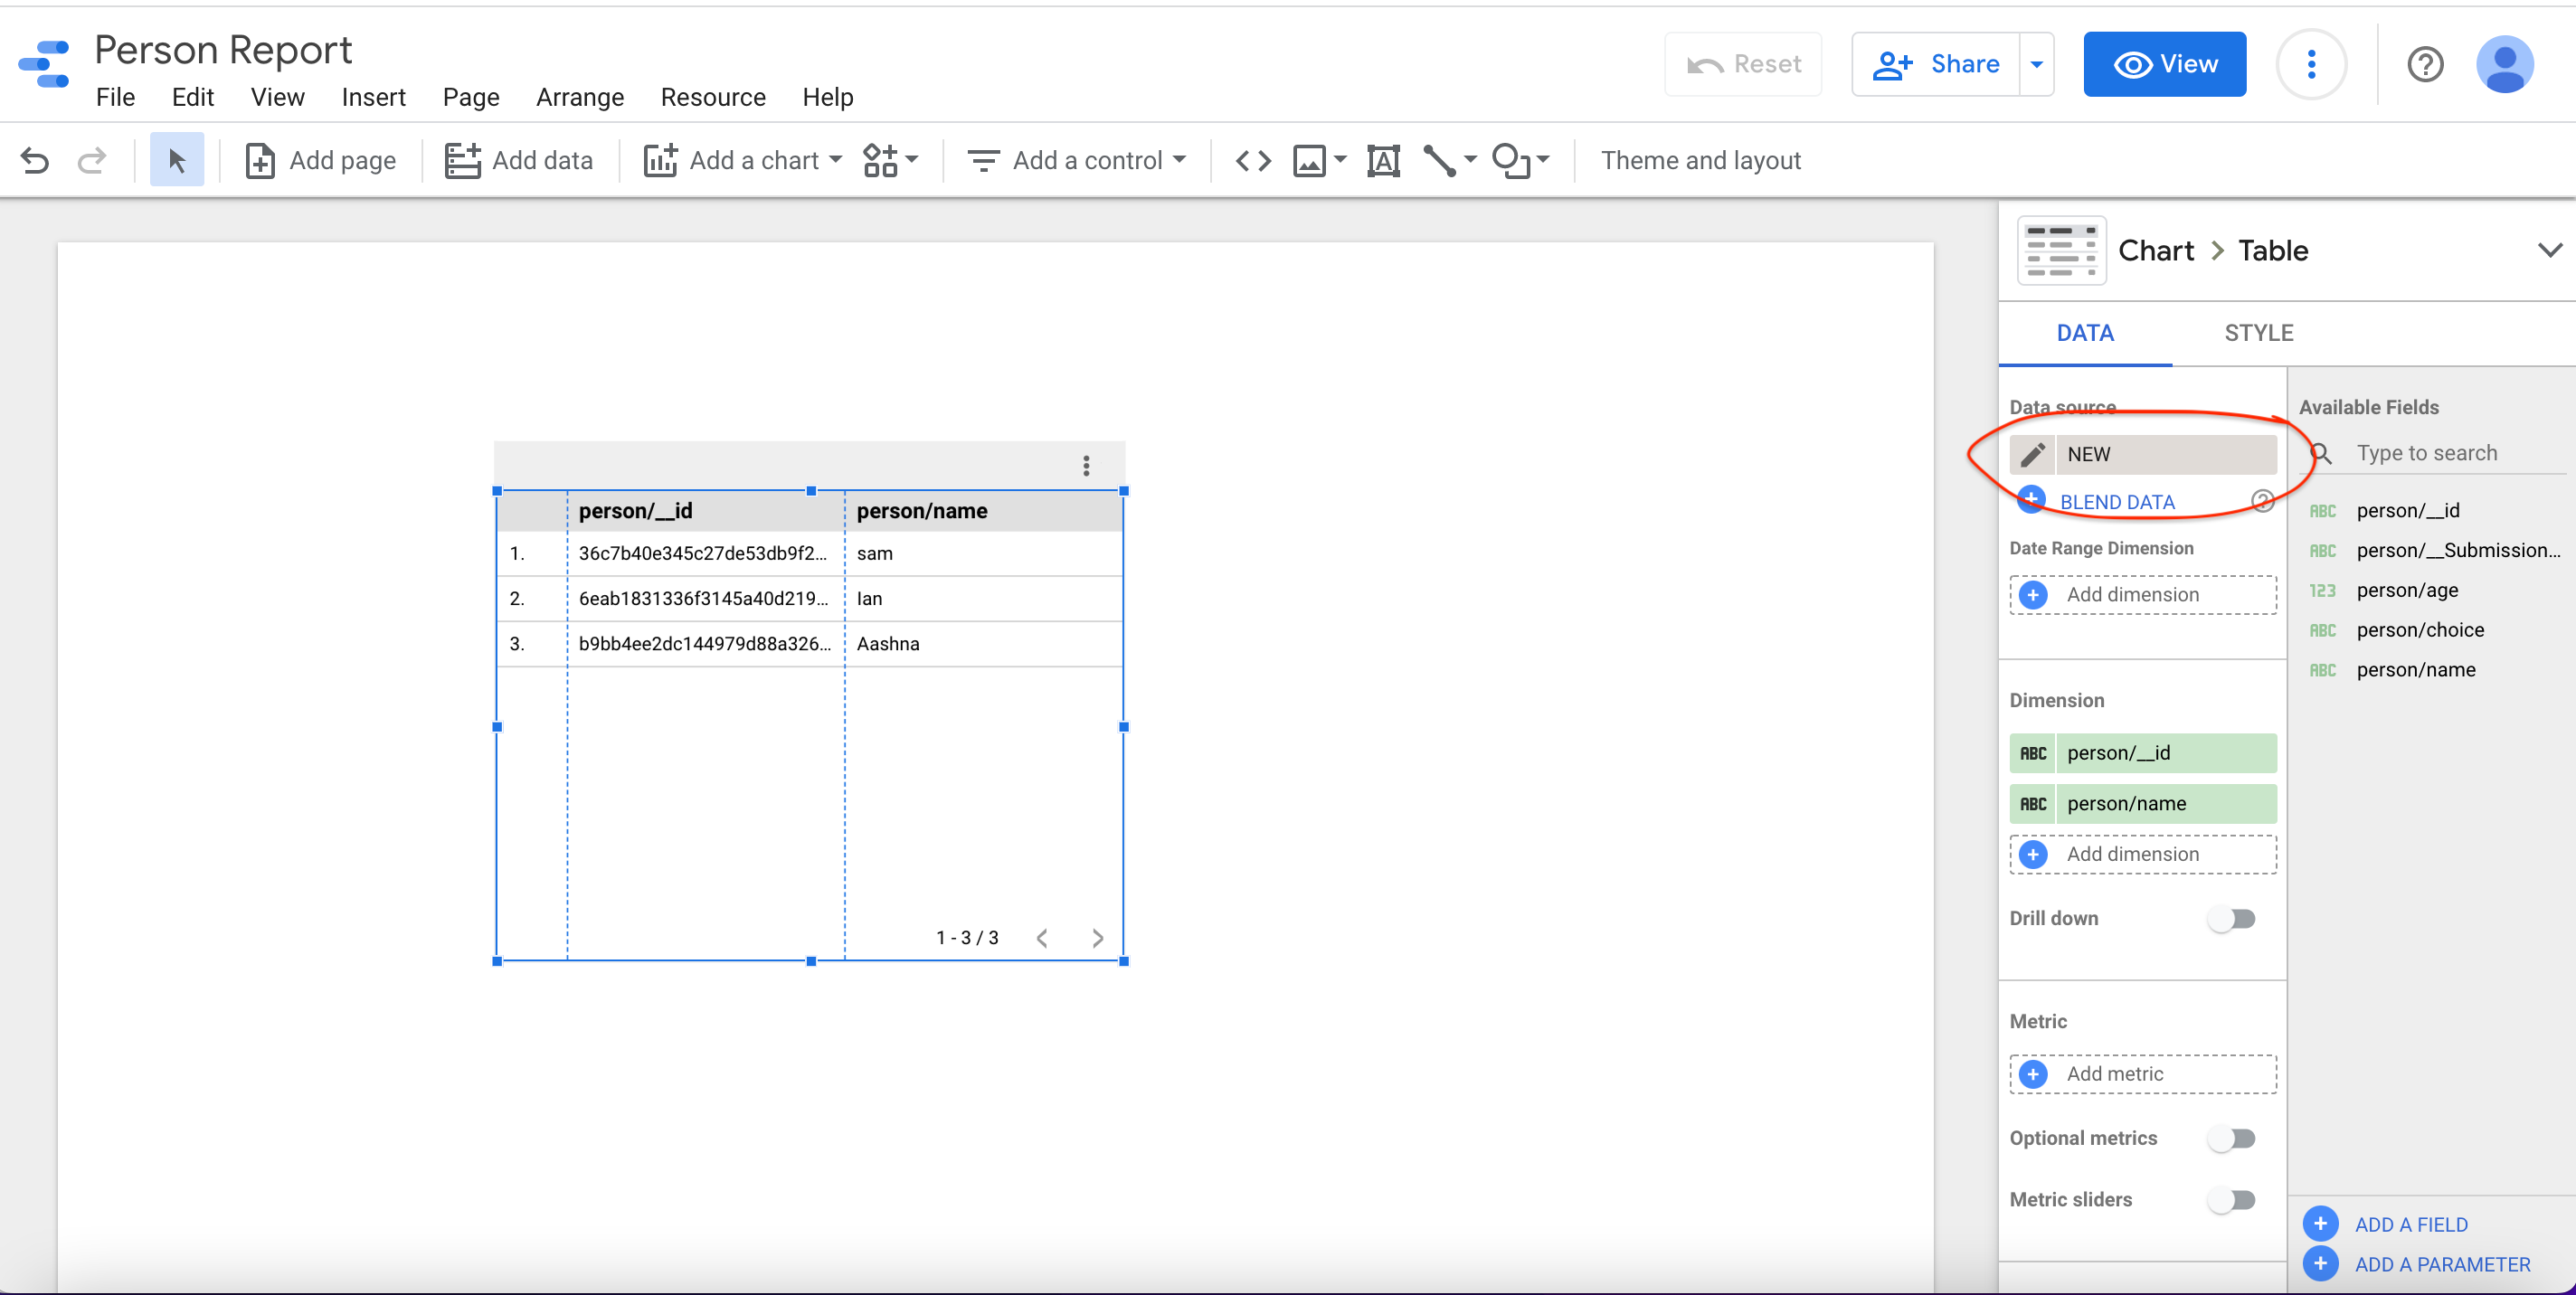 Person Report
File Edit View Insert Page Arrange Resource Help
Reset Share View
Add page Add data Add a chart Add a control Theme and layout
Chart Table
DATA STYLE
Data source
NEW
BLEND DATA
Date Range Dimension
Add dimension
Dimension
ABC person/__id
ABC person/name
Add dimension
Drill down
Metric
Add metric
Optional metrics
Metric sliders
Available Fields
Type to search
ABC person/__id
ABC person/__Submission...
123 person/age
ABC person/choice
ABC person/name
ADD A FIELD
ADD A PARAMETER
person/__id person/name
1. 36c7b40e345c27de53db9f2... sam
2. 6eab1831336f3145a40d219... Ian
3. b9bb4ee2dc144979d88a326... Aashna
1 - 3 / 3